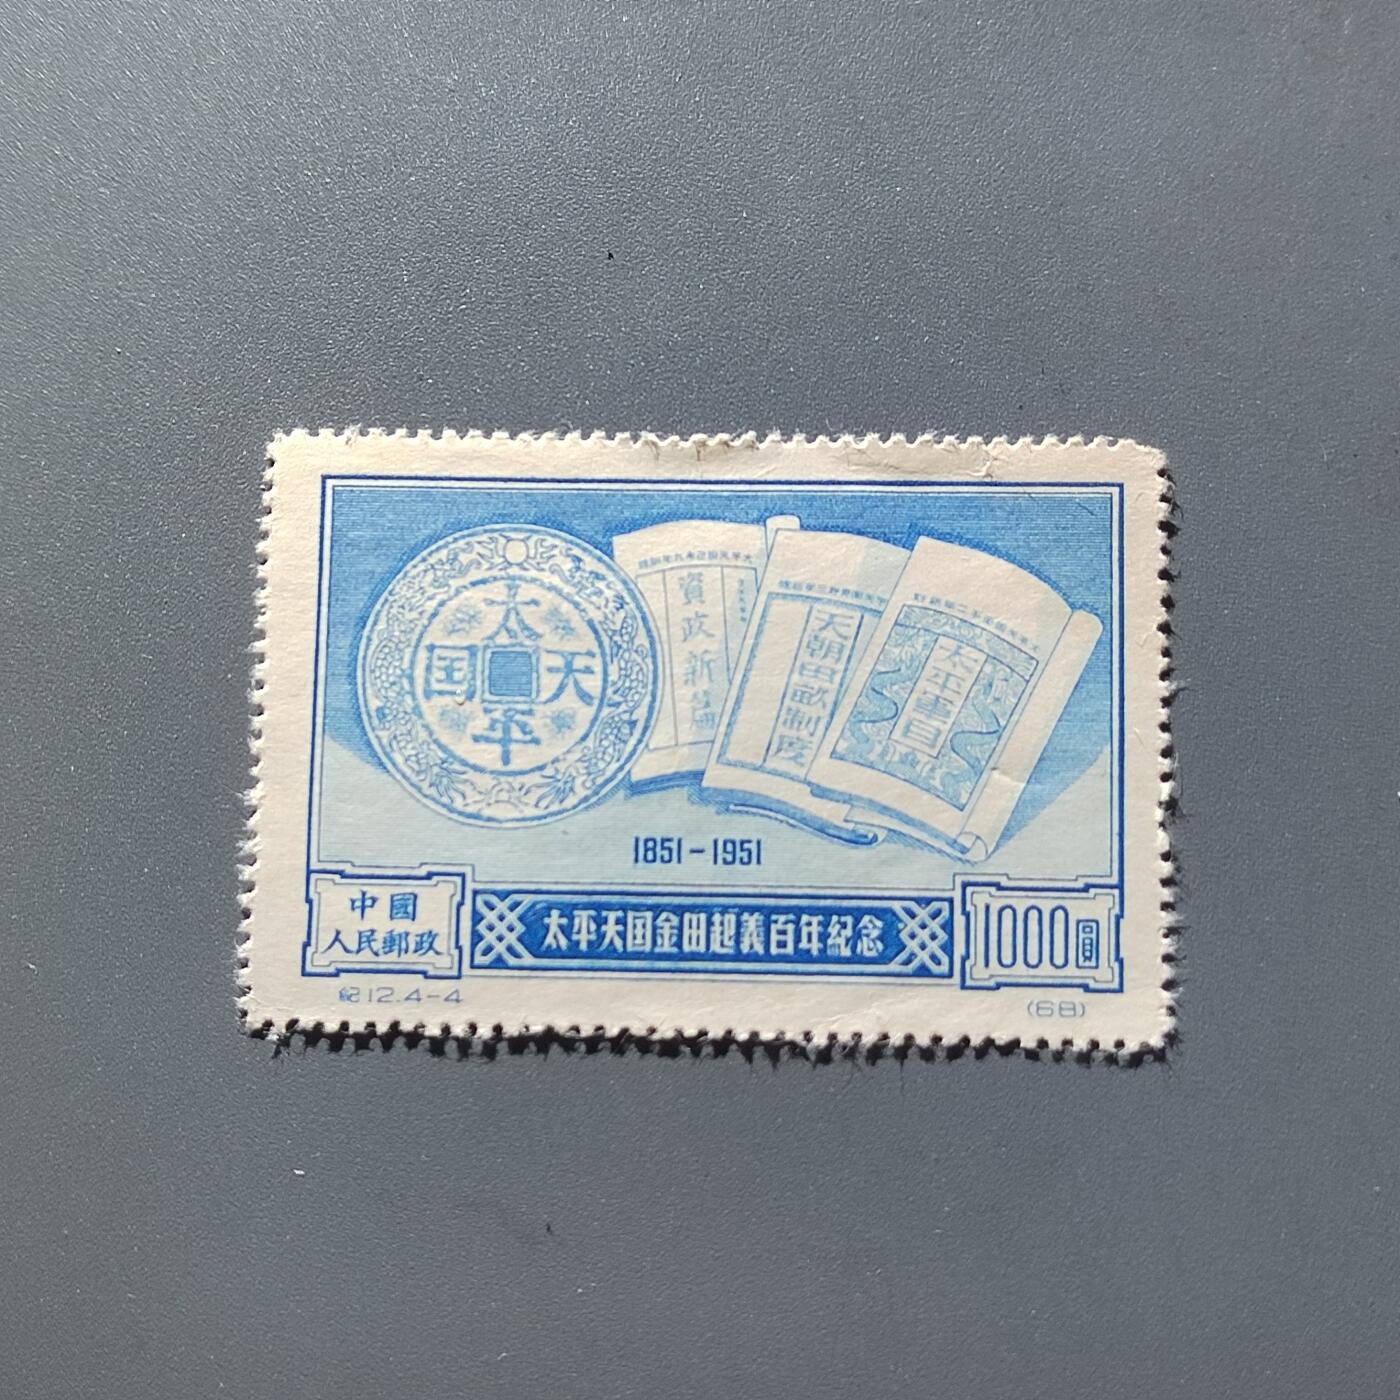 太平天国
資政新篇
天朝田畝制度
太平軍目
1851-1951
中國
人民郵政
太平天国金田起義百年紀念
1000圓
紀12.4-4
(68)